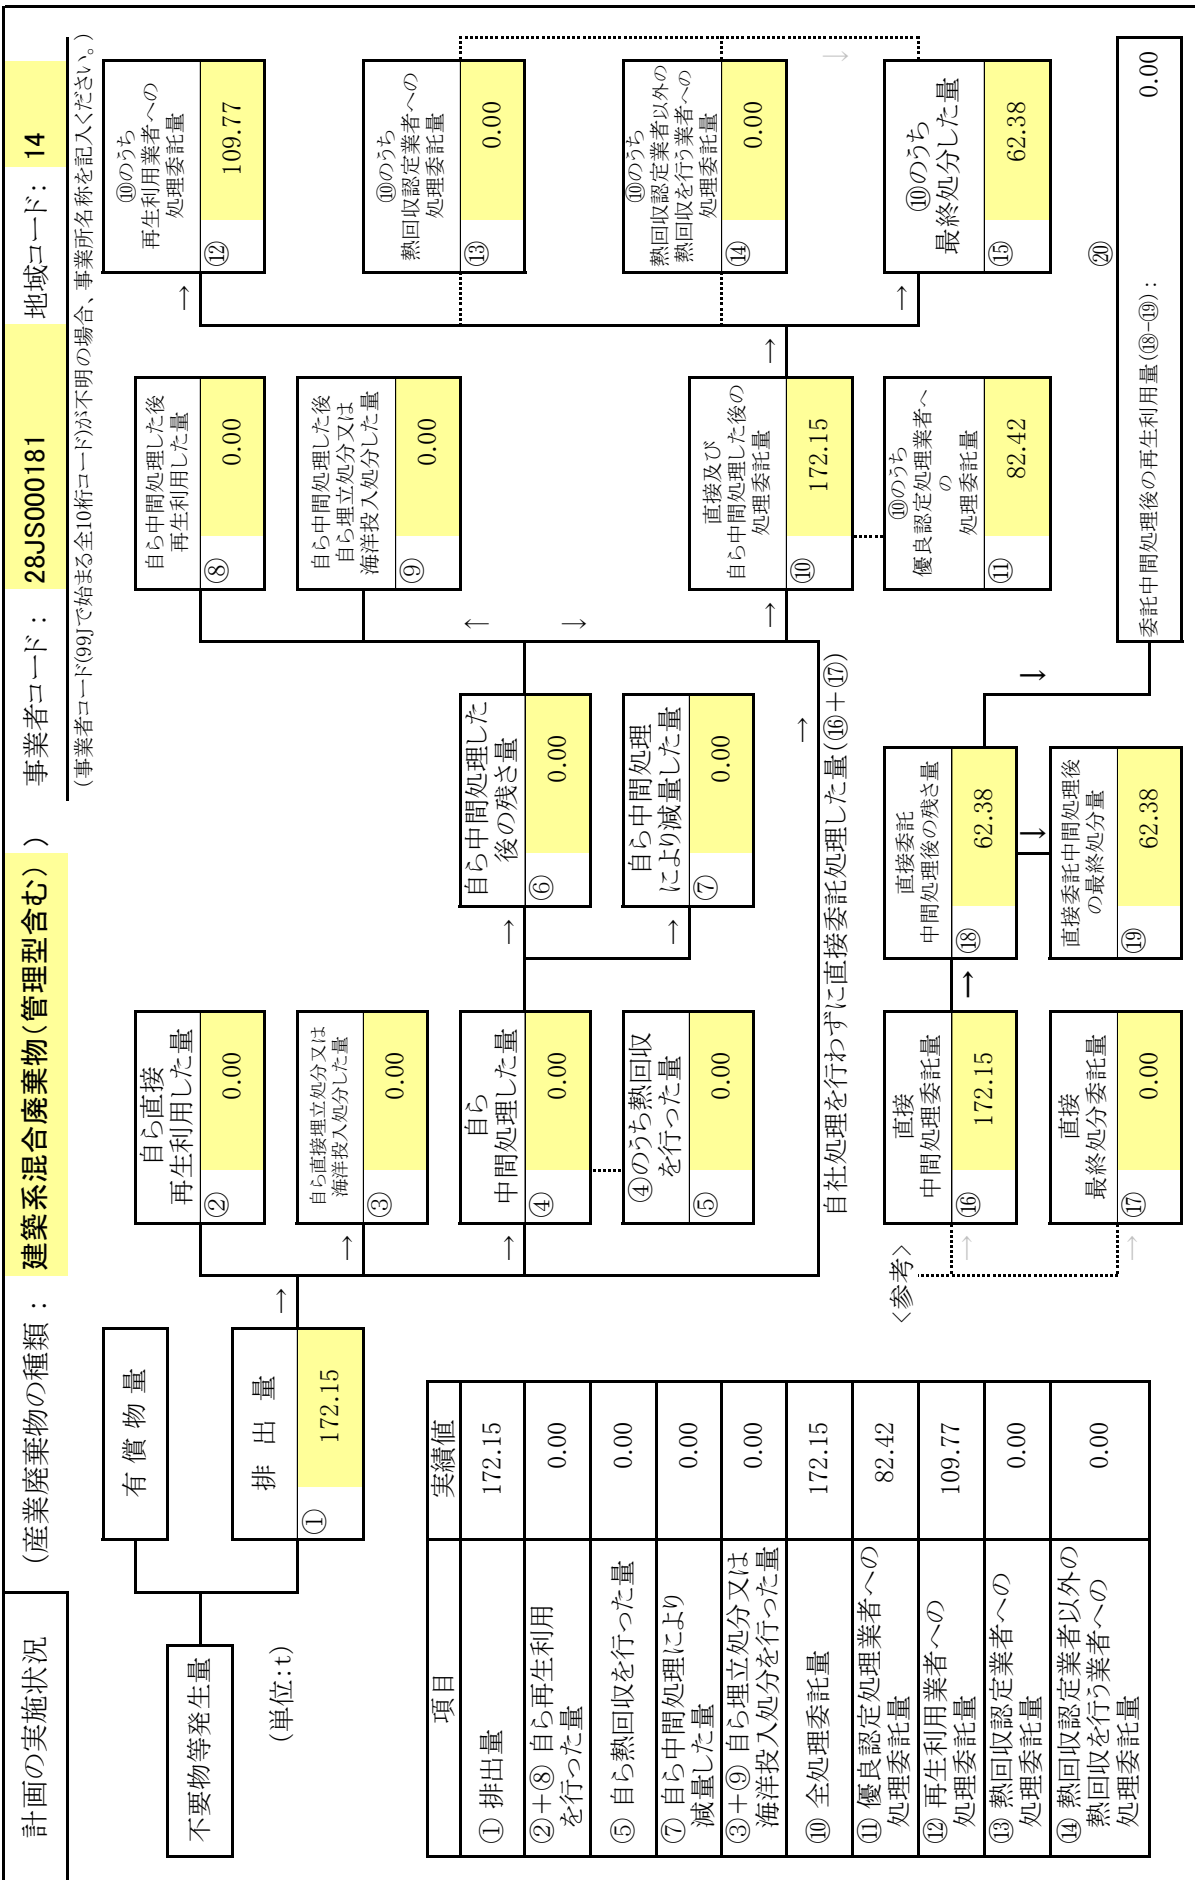 計画の実施状況
(産業廃棄物の種類: 建築系混合廃棄物(管理型含む) )
事業者コード: 28JS000181 地域コード: 14
(事業者コード(99Jで始まる全10桁コード)が不明の場合、事業所名称を記入ください。)
不要物等発生量
(単位:t)
有償物量
排出量
① 172.15
→
自ら直接
再生利用した量
② 0.00
→
自ら直接埋立処分又は
海洋投入処分した量
③ 0.00
→
自ら
中間処理した量
④ 0.00
④のうち熱回収
を行った量
⑤ 0.00
→
自ら中間処理した
後の残さ量
⑥ 0.00
→
自ら中間処理
により減量した量
⑦ 0.00
自ら中間処理した後
再生利用した量
⑧ 0.00
自ら中間処理した後
自ら埋立処分又は
海洋投入処分した量
⑨ 0.00
↑
↓
→
自社処理を行わずに直接委託処理した量(⑯+⑰)
→
直接及び
自ら中間処理した後の
処理委託量
⑩ 172.15
⑩のうち
優良認定処理業者へ
の
処理委託量
⑪ 82.42
→
→
⑩のうち
再生利用業者への
処理委託量
⑫ 109.77
⑩のうち
熱回収認定業者への
処理委託量
⑬ 0.00
⑩のうち
熱回収認定業者以外の
熱回収を行う業者への
処理委託量
⑭ 0.00
↓
→
⑩のうち
最終処分した量
⑮ 62.38
<参考>
→
直接
中間処理委託量
⑯ 172.15
→
直接
最終処分委託量
⑰ 0.00
→
直接委託
中間処理後の残さ量
⑱ 62.38
↓
直接委託中間処理後
の最終処分量
⑲ 62.38
↓
⑳
委託中間処理後の再生利用量(⑱-⑲): 0.00
項目 実績値
① 排出量 172.15
②+⑧ 自ら再生利用
を行った量 0.00
⑤ 自ら熱回収を行った量 0.00
⑦ 自ら中間処理により
減量した量 0.00
③+⑨ 自ら埋立処分又は
海洋投入処分を行った量 0.00
⑩ 全処理委託量 172.15
⑪ 優良認定処理業者への
処理委託量 82.42
⑫ 再生利用業者への
処理委託量 109.77
⑬ 熱回収認定業者への
処理委託量 0.00
⑭ 熱回収認定業者以外の
熱回収を行う業者への
処理委託量 0.00